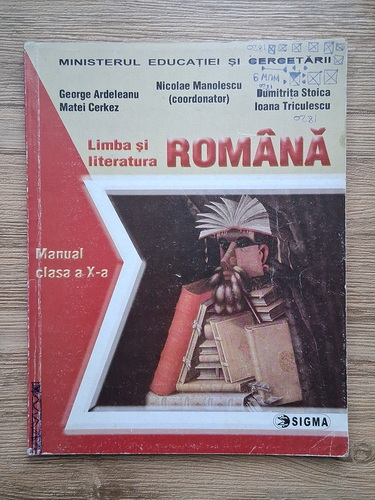 MINISTERUL EDUCAŢIEI ŞI CERCETĂRII
Nicolae Manolescu
(coordonator)
George Ardeleanu
Matei Cerkez
Dumitriţa Stoica
Ioana Triculescu
Limba şi
literatura
ROMÂNĂ
Manual
clasa a X-a
SIGMA